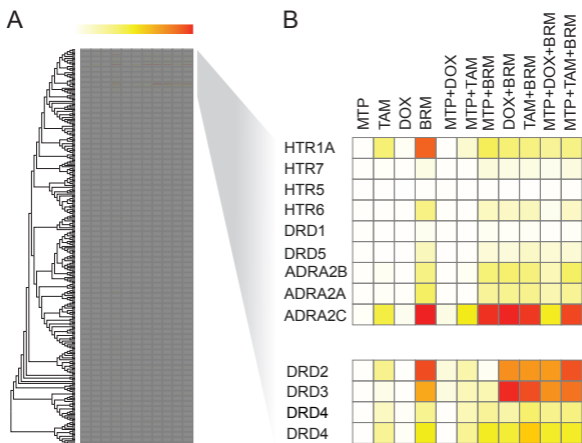 A
B
MTP
TAM
DOX
BRM
MTP+DOX
MTP+TAM
MTP+BRM
DOX+BRM
TAM+BRM
MTP+DOX+BRM
MTP+TAM+BRM
HTR1A
HTR7
HTR5
HTR6
DRD1
DRD5
ADRA2B
ADRA2A
ADRA2C
DRD2
DRD3
DRD4
DRD4